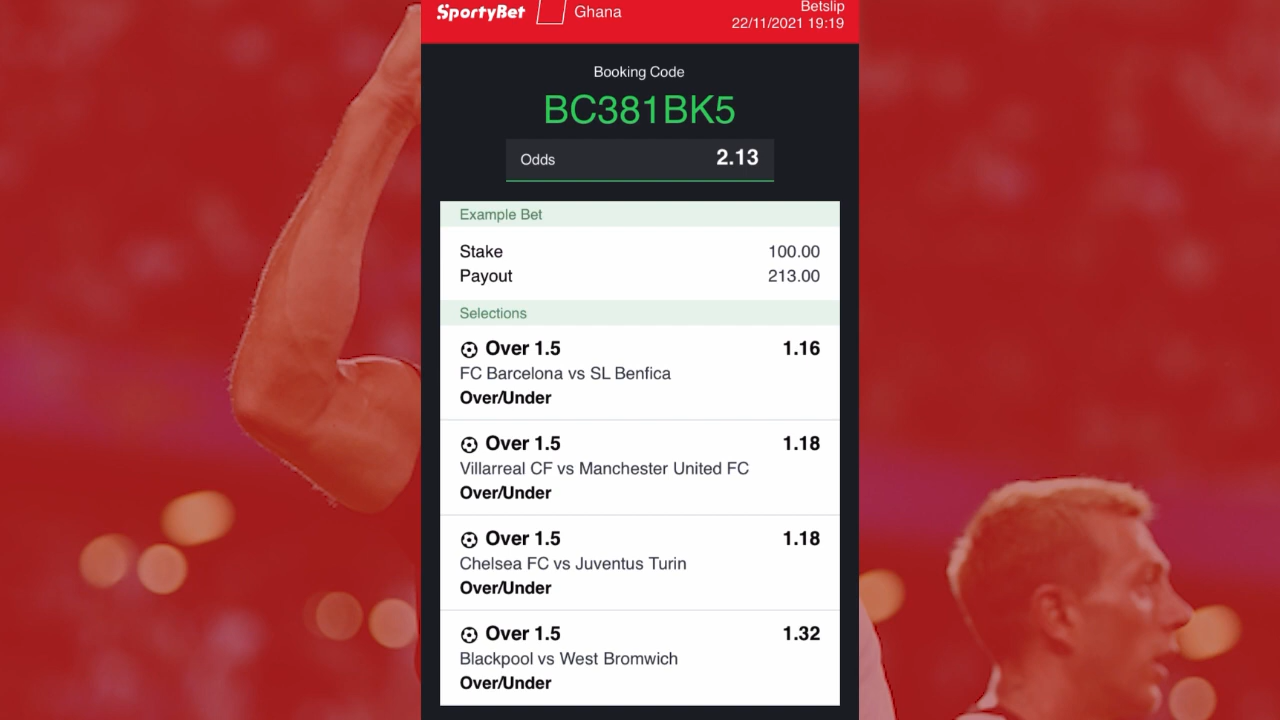 SportyBet Ghana Betslip
22/11/2021 19:19
Booking Code
BC381BK5
Odds 2.13
Example Bet
Stake 100.00
Payout 213.00
Selections
Over 1.5 1.16
FC Barcelona vs SL Benfica
Over/Under
Over 1.5 1.18
Villarreal CF vs Manchester United FC
Over/Under
Over 1.5 1.18
Chelsea FC vs Juventus Turin
Over/Under
Over 1.5 1.32
Blackpool vs West Bromwich
Over/Under